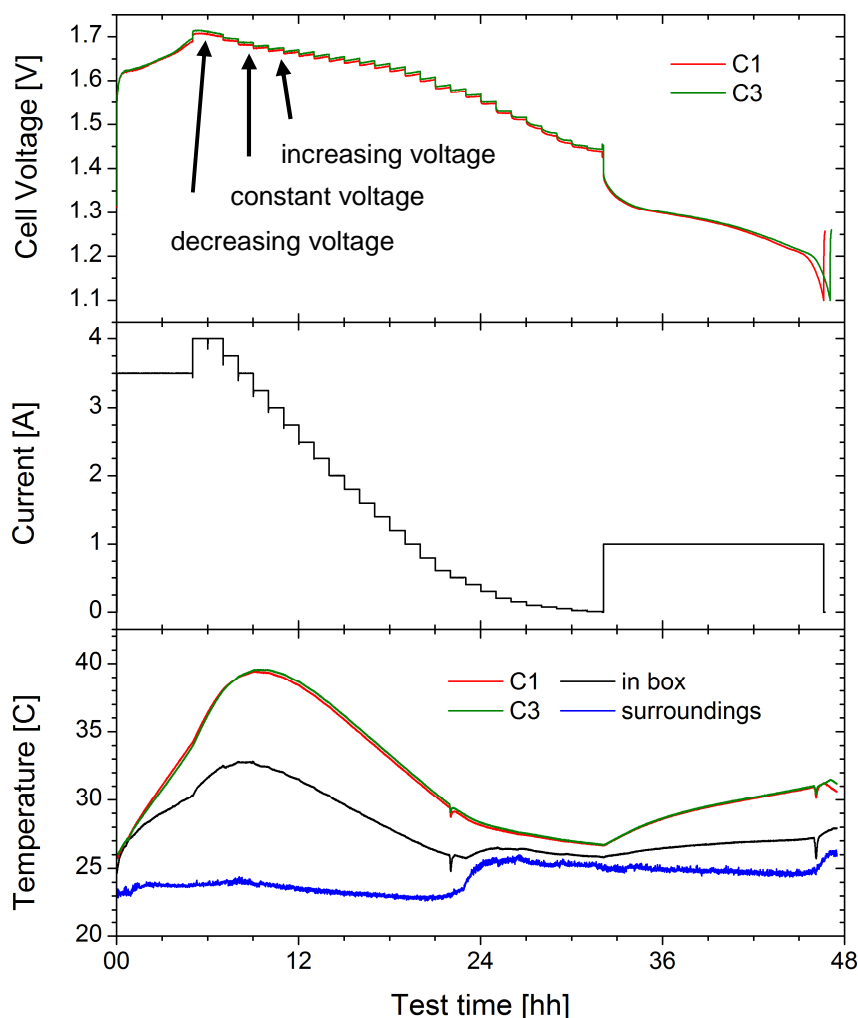 1.7
1.6
1.5
1.4
1.3
1.2
1.1
Cell Voltage [V]
C1
C3
increasing voltage
constant voltage
decreasing voltage
4
3
2
1
0
Current [A]
40
35
30
25
20
Temperature [C]
C1
in box
C3
surroundings
00
12
24
36
48
Test time [hh]